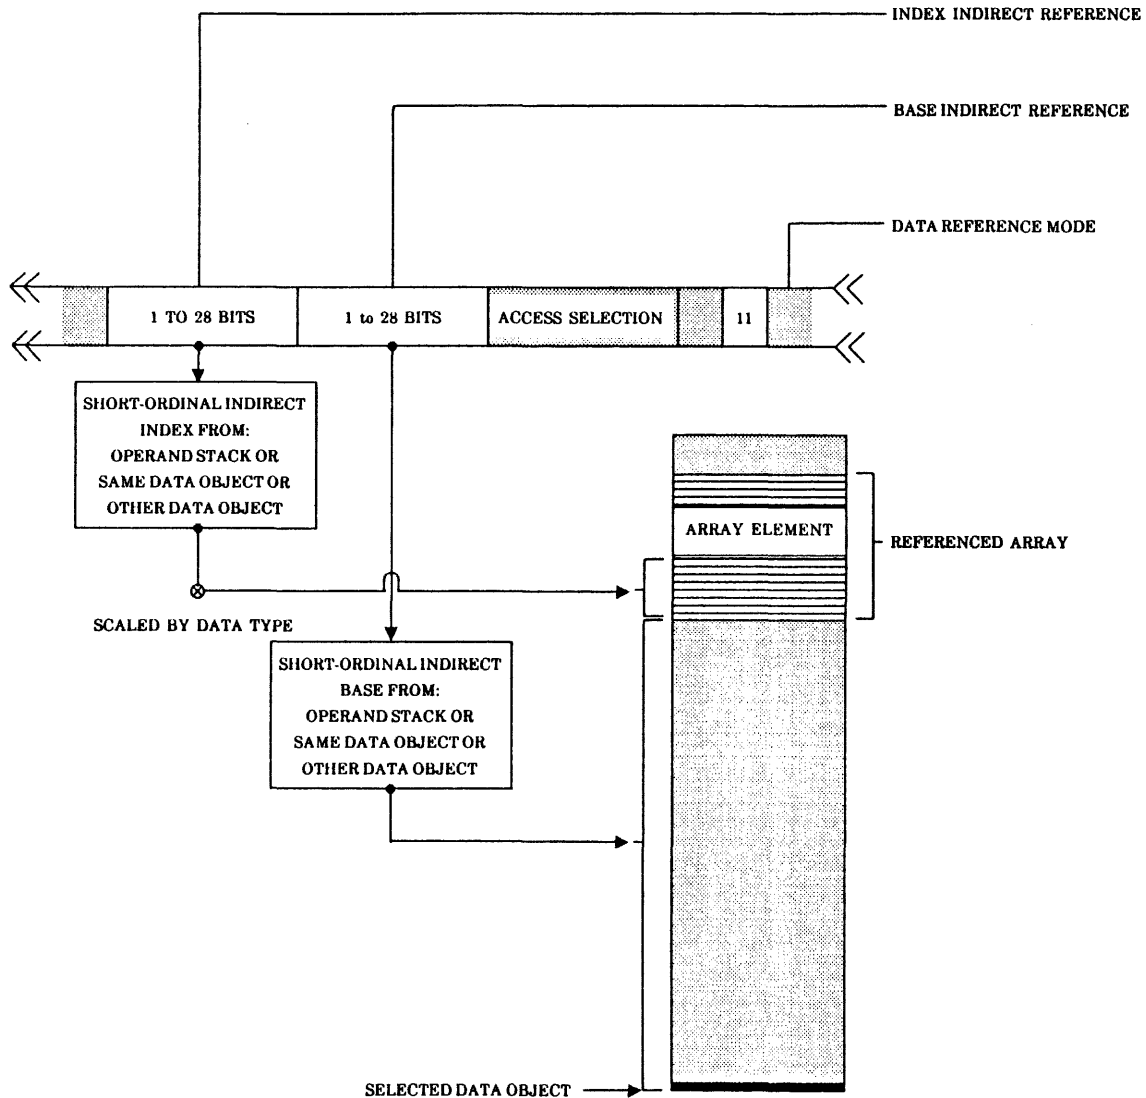 INDEX INDIRECT REFERENCE
BASE INDIRECT REFERENCE
DATA REFERENCE MODE
1 TO 28 BITS
1 to 28 BITS
ACCESS SELECTION
11
SHORT-ORDINAL INDIRECT
INDEX FROM:
OPERAND STACK OR
SAME DATA OBJECT OR
OTHER DATA OBJECT
ARRAY ELEMENT
REFERENCED ARRAY
SCALED BY DATA TYPE
SHORT-ORDINAL INDIRECT
BASE FROM:
OPERAND STACK OR
SAME DATA OBJECT OR
OTHER DATA OBJECT
SELECTED DATA OBJECT